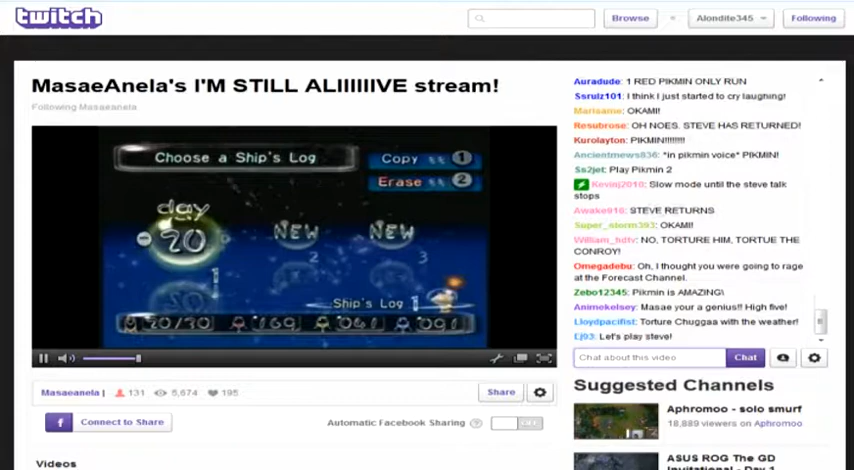 twitch
Browse
Alondite345
Following
MasaeAnela's I'M STILL ALIIIIIIVE stream!
Following Masaeanela
Choose a Ship's Log
Copy 1
Erase 2
day
20
NEW
NEW
2
3
Ship's Log 1
20/30 169 061 091
Masaeanela | 131 5,674 195
Share
Connect to Share
Automatic Facebook Sharing ? OFF
Videos
Auradude: 1 RED PIKMIN ONLY RUN
Ssrulz101: I think I just started to cry laughing!
Marisame: OKAMI!
Resubrose: OH NOES. STEVE HAS RETURNED!
Kurolayton: PIKMIN!!!!!!!!
Ancientmews836: *in pikmin voice* PIKMIN!
Ss2jet: Play Pikmin 2
Kevinj2010: Slow mode until the steve talk
stops
Awake916: STEVE RETURNS
Super_storm393: OKAMI!
William_hdtv: NO, TORTURE HIM, TORTUE THE
CONROY!
Omegadebu: Oh, I thought you were going to rage
at the Forecast Channel.
Zebo12345: Pikmin is AMAZING\
Animekelsey: Masae your a genius!! High five!
Lloydpacifist: Torture Chuggaa with the weather!
Ej93: Let's play steve!
Chat about this video
Chat
Suggested Channels
Aphromoo - solo smurf
18,889 viewers on Aphromoo
ASUS ROG The GD
Invitational - Day 1